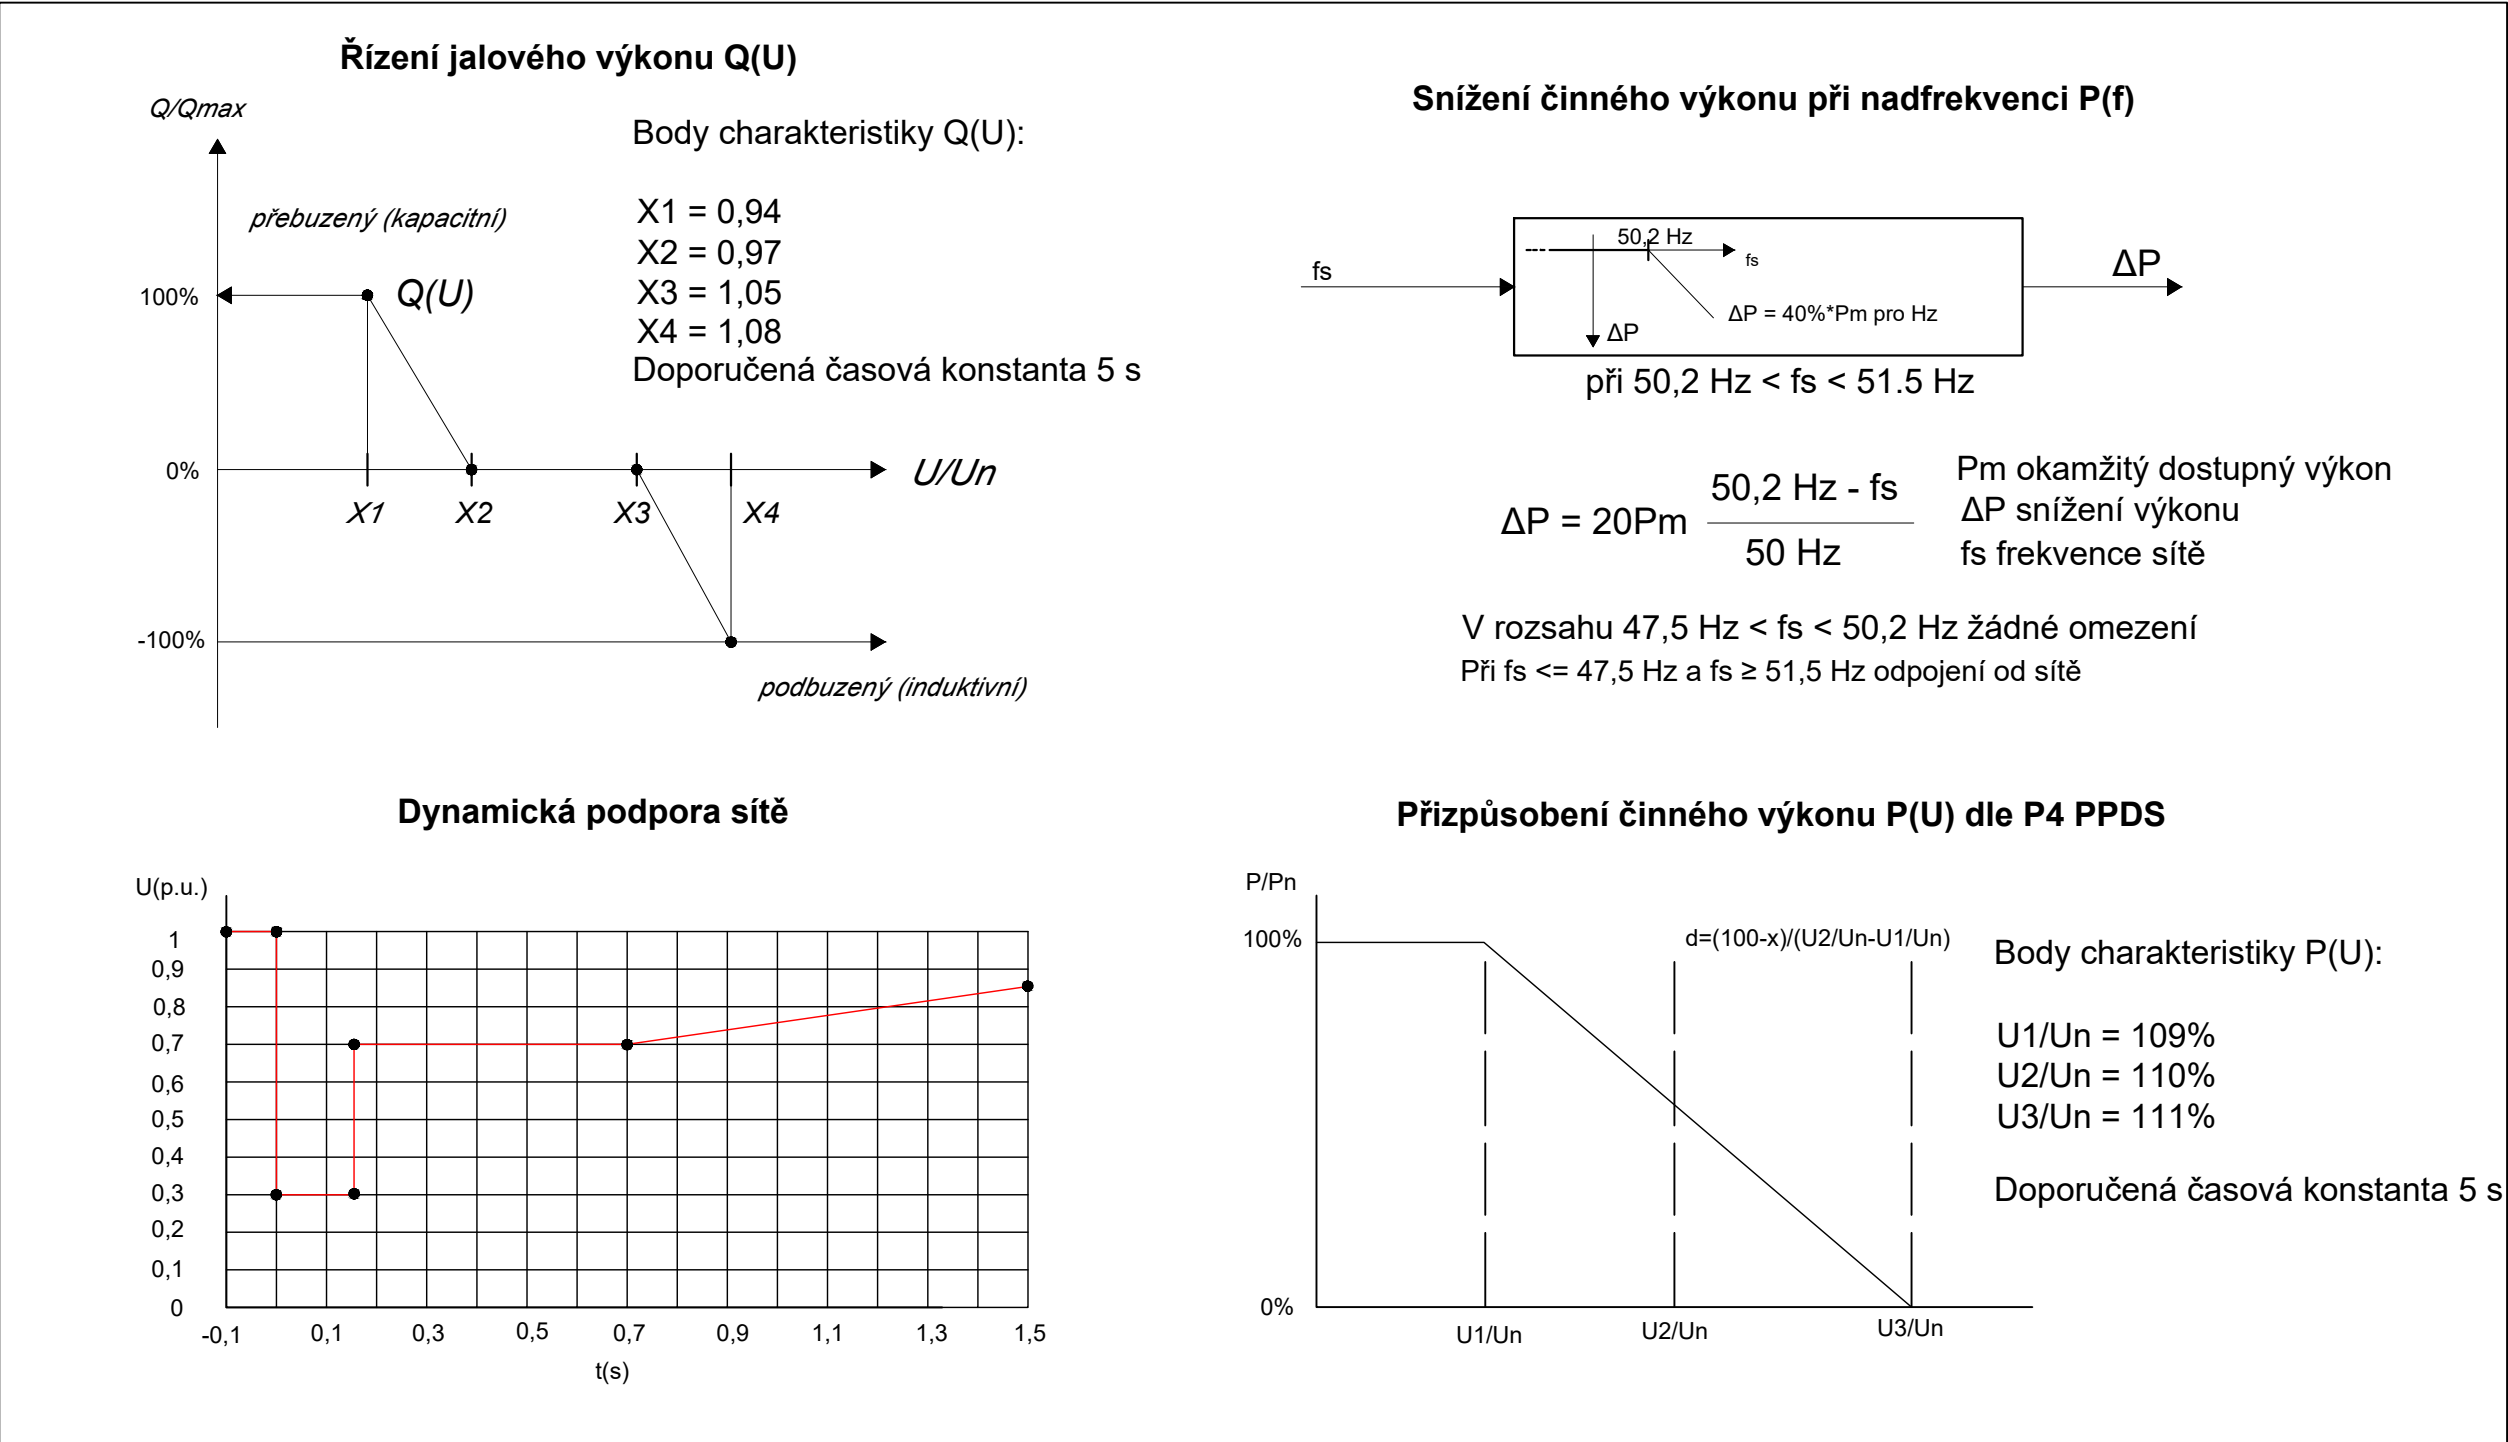 Řízení jalového výkonu Q(U)
Q/Qmax
Body charakteristiky Q(U):
přebuzený (kapacitní)
X1 = 0,94
X2 = 0,97
X3 = 1,05
X4 = 1,08
Doporučená časová konstanta 5 s
100%
Q(U)
0%
U/Un
X1
X2
X3
X4
-100%
podbuzený (induktivní)
Snížení činného výkonu při nadfrekvenci P(f)
fs
50,2 Hz
fs
ΔP = 40%*Pm pro Hz
ΔP
ΔP
při 50,2 Hz < fs < 51.5 Hz
ΔP = 20Pm
50,2 Hz - fs
50 Hz
Pm okamžitý dostupný výkon
ΔP snížení výkonu
fs frekvence sítě
V rozsahu 47,5 Hz < fs < 50,2 Hz žádné omezení
Při fs <= 47,5 Hz a fs ≥ 51,5 Hz odpojení od sítě
Dynamická podpora sítě
U(p.u.)
1
0,9
0,8
0,7
0,6
0,5
0,4
0,3
0,2
0,1
0
-0,1
0,1
0,3
0,5
0,7
0,9
1,1
1,3
1,5
t(s)
Přizpůsobení činného výkonu P(U) dle P4 PPDS
P/Pn
100%
d=(100-x)/(U2/Un-U1/Un)
Body charakteristiky P(U):
U1/Un = 109%
U2/Un = 110%
U3/Un = 111%
Doporučená časová konstanta 5 s
0%
U1/Un
U2/Un
U3/Un